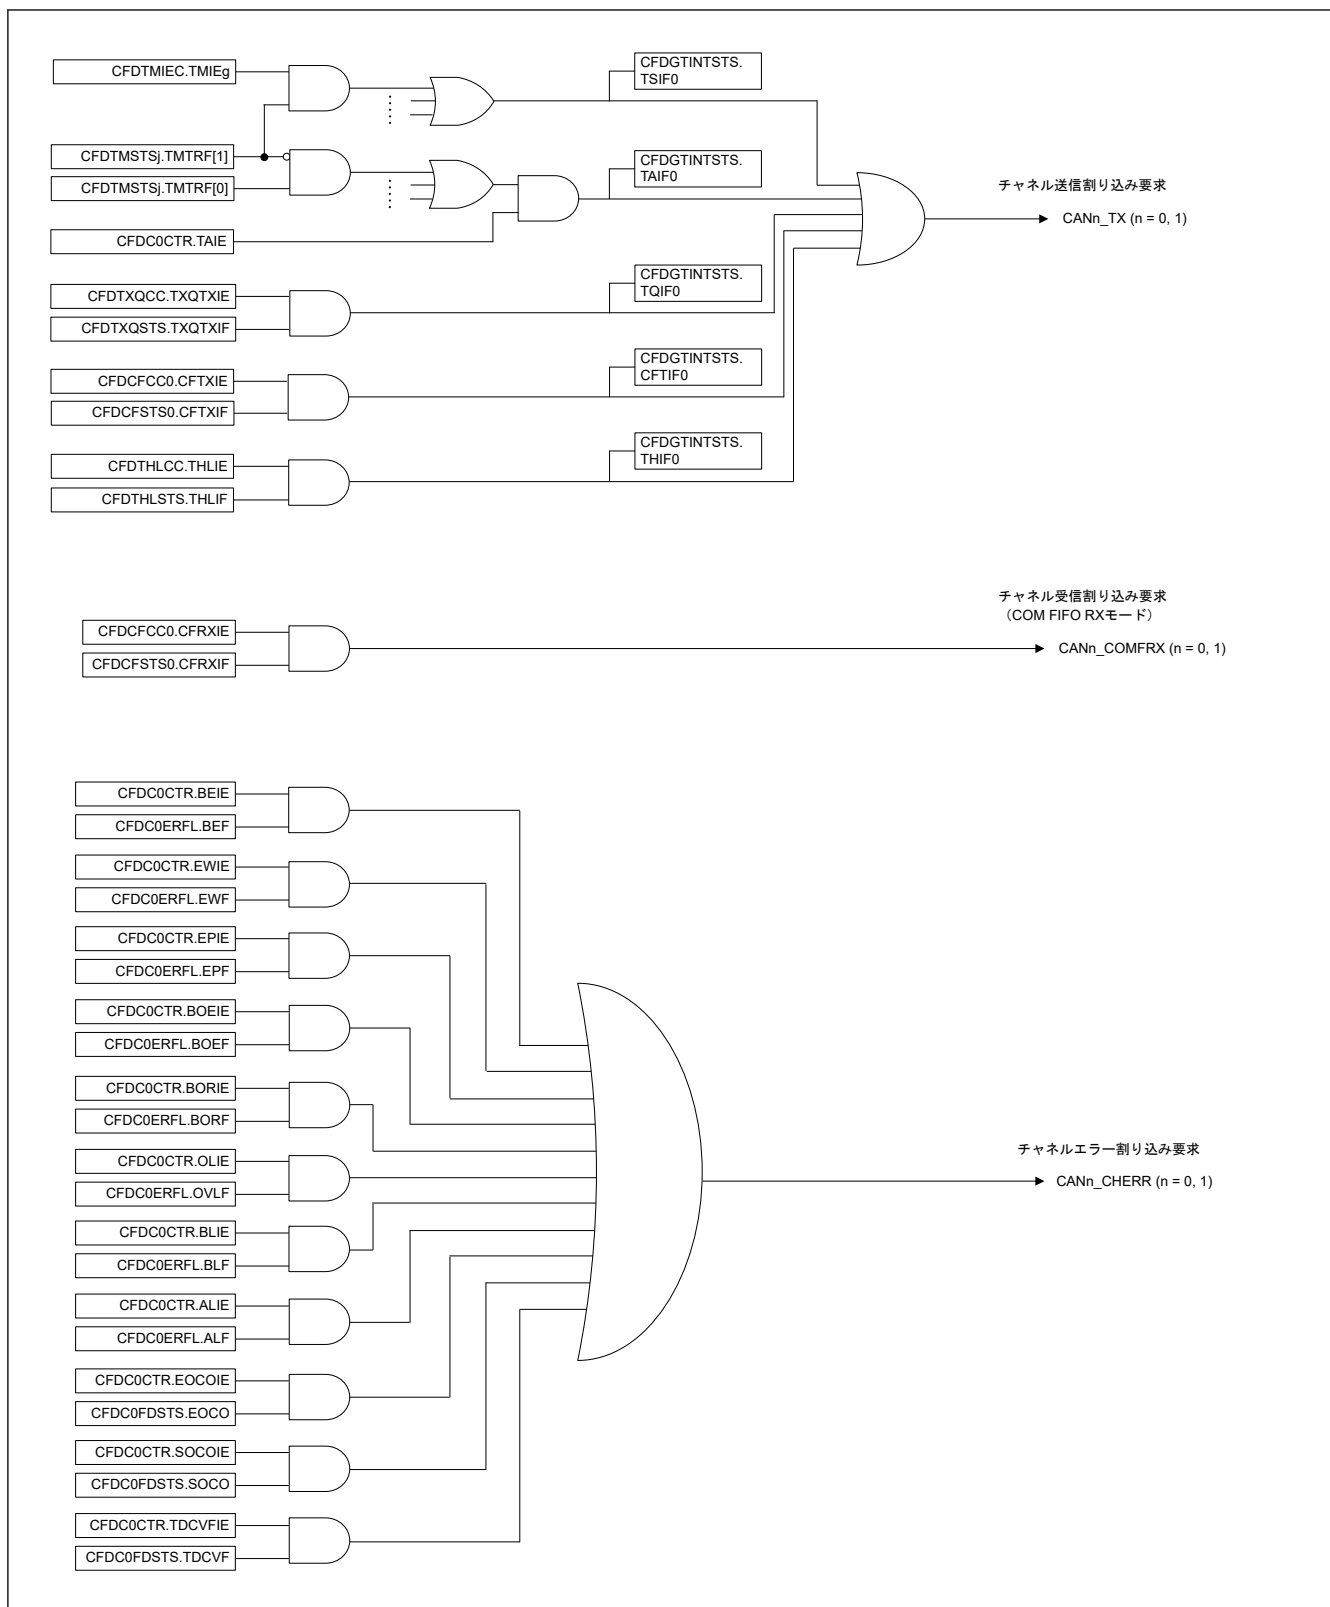 CFDTMIEC.TMIEg
CFDGTINTSTS.
TSIF0
CFDTMSTSj.TMTRF[1]
CFDTMSTSj.TMTRF[0]
CFDGTINTSTS.
TAIF0
チャネル送信割り込み要求
CANn_TX (n = 0, 1)
CFDC0CTR.TAIE
CFDTXQCC.TXQTXIE
CFDTXQSTS.TXQTXIF
CFDGTINTSTS.
TQIF0
CFDCFCC0.CFTXIE
CFDCFSTS0.CFTXIF
CFDGTINTSTS.
CFTIF0
CFDTHLCC.THLIE
CFDTHLSTS.THLIF
CFDGTINTSTS.
THIF0
チャネル受信割り込み要求
（COM FIFO RXモード）
CFDCFCC0.CFRXIE
CFDCFSTS0.CFRXIF
CANn_COMFRX (n = 0, 1)
CFDC0CTR.BEIE
CFDC0ERFL.BEF
CFDC0CTR.EWIE
CFDC0ERFL.EWF
CFDC0CTR.EPIE
CFDC0ERFL.EPF
CFDC0CTR.BOEIE
CFDC0ERFL.BOEF
CFDC0CTR.BORIE
CFDC0ERFL.BORF
チャネルエラー割り込み要求
CANn_CHERR (n = 0, 1)
CFDC0CTR.OLIE
CFDC0ERFL.OVLF
CFDC0CTR.BLIE
CFDC0ERFL.BLF
CFDC0CTR.ALIE
CFDC0ERFL.ALF
CFDC0CTR.EOCOIE
CFDC0FDSTS.EOCO
CFDC0CTR.SOCOIE
CFDC0FDSTS.SOCO
CFDC0CTR.TDCVFIE
CFDC0FDSTS.TDCVF